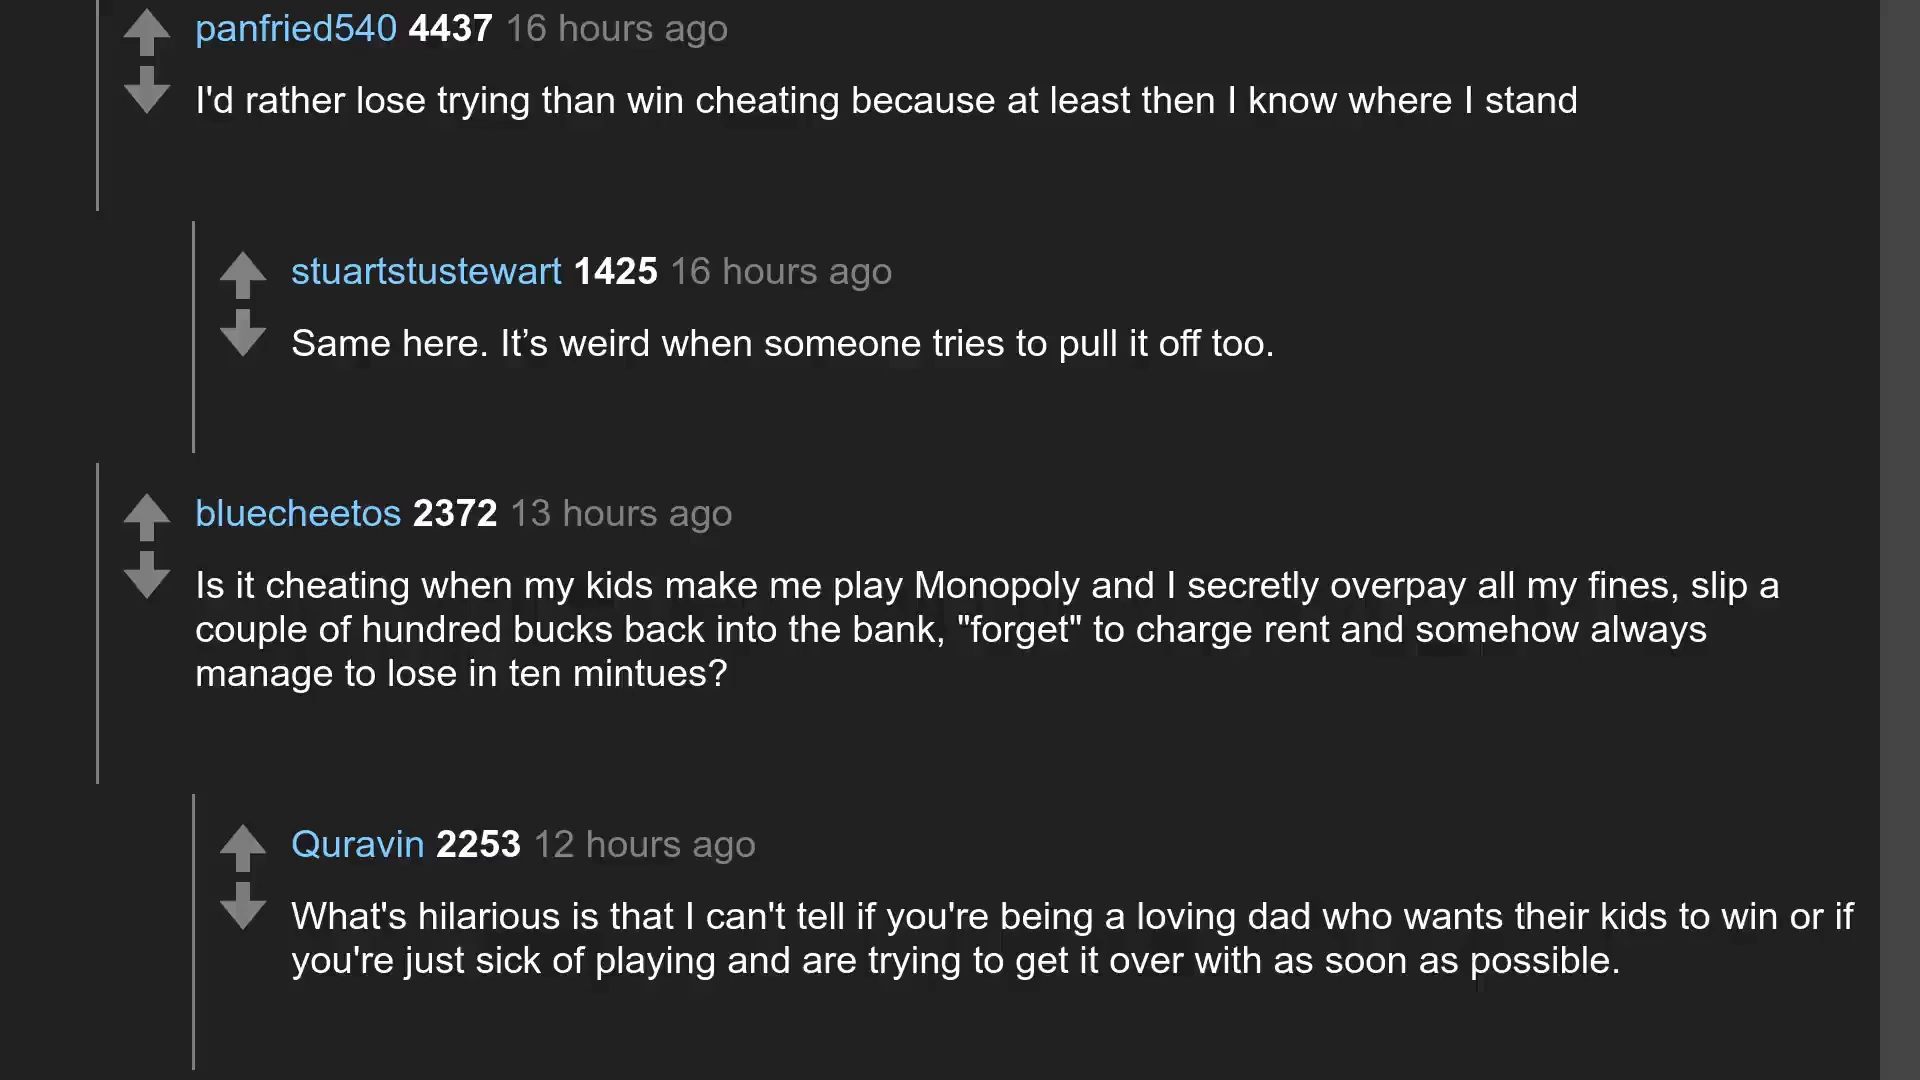 panfried540 4437 16 hours ago
I'd rather lose trying than win cheating because at least then I know where I stand
stuartstustewart 1425 16 hours ago
Same here. It’s weird when someone tries to pull it off too.
bluecheetos 2372 13 hours ago
Is it cheating when my kids make me play Monopoly and I secretly overpay all my fines, slip a
couple of hundred bucks back into the bank, "forget" to charge rent and somehow always
manage to lose in ten mintues?
Quravin 2253 12 hours ago
What's hilarious is that I can't tell if you're being a loving dad who wants their kids to win or if
you're just sick of playing and are trying to get it over with as soon as possible.